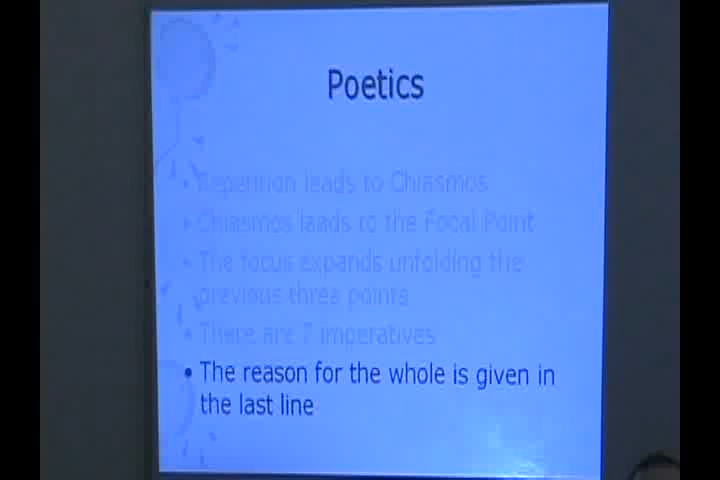 Poetics
• Repetition leads to Chiasmos
• Chiasmos leads to the Focal Point
• The focus expands unfolding the
previous three points
• There are 7 imperatives
• The reason for the whole is given in
the last line